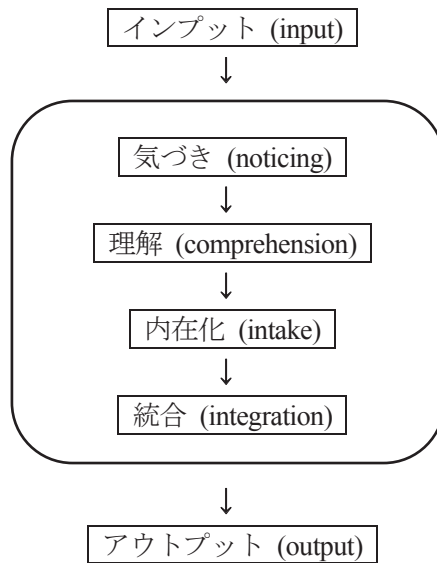 インプット (input)
気づき (noticing)
理解 (comprehension)
内在化 (intake)
統合 (integration)
アウトプット (output)